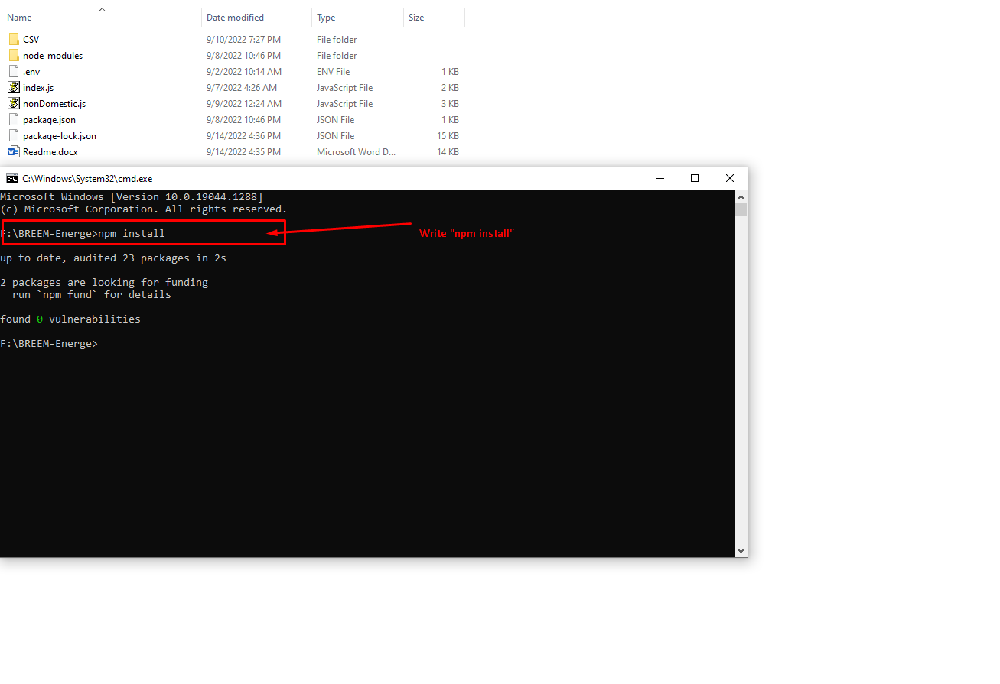 Name Date modified Type Size
CSV 9/10/2022 7:27 PM File folder
node_modules 9/8/2022 10:46 PM File folder
.env 9/2/2022 10:14 AM ENV File 1 KB
index.js 9/7/2022 4:26 AM JavaScript File 2 KB
nonDomestic.js 9/9/2022 12:24 AM JavaScript File 3 KB
package.json 9/8/2022 10:46 PM JSON File 1 KB
package-lock.json 9/14/2022 4:36 PM JSON File 15 KB
Readme.docx 9/14/2022 4:35 PM Microsoft Word D... 14 KB
C:\Windows\System32\cmd.exe
Microsoft Windows [Version 10.0.19044.1288]
(c) Microsoft Corporation. All rights reserved.
F:\BREEM-Energe>npm install
Write "npm install"
up to date, audited 23 packages in 2s
2 packages are looking for funding
run `npm fund` for details
found 0 vulnerabilities
F:\BREEM-Energe>